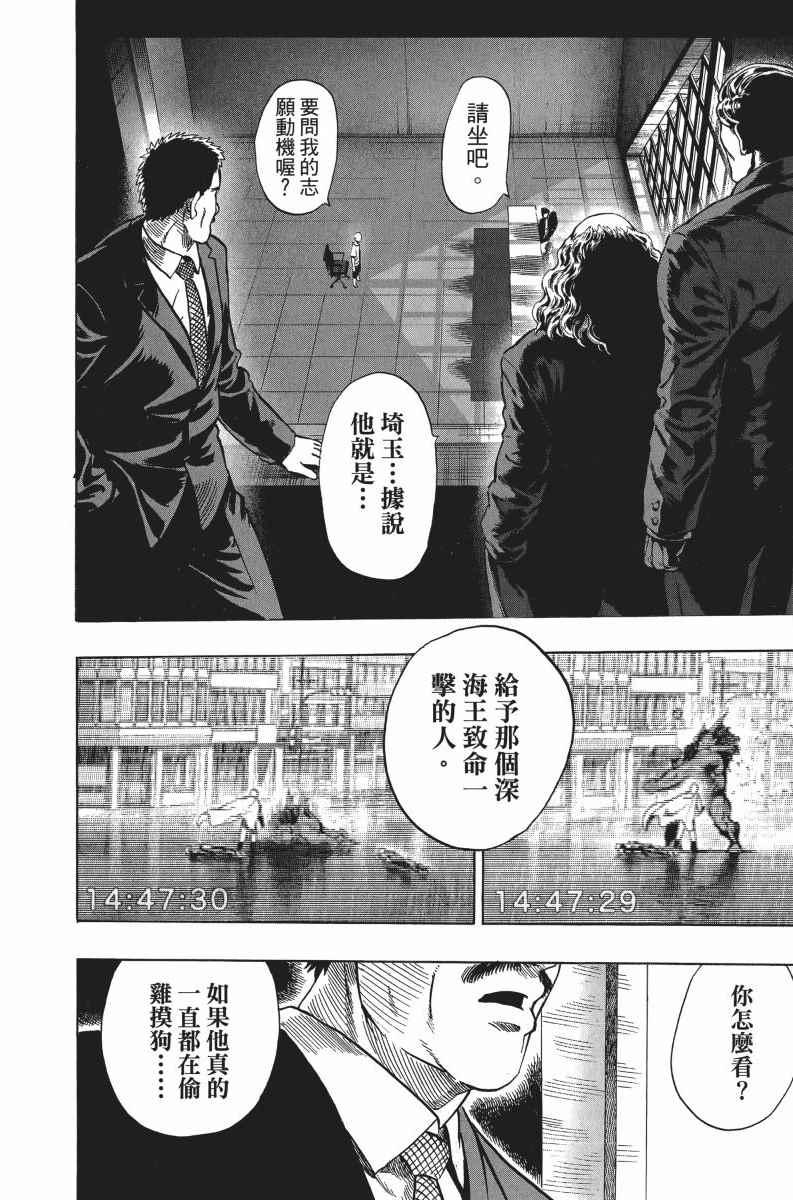 請坐吧。
要問我的志
願動機喔?
埼玉…據說
他就是…
給予那個深
海王致命一
擊的人。
14:47:29
14:47:30
你怎麼看?
如果他真的
一直都在偷
雞摸狗……